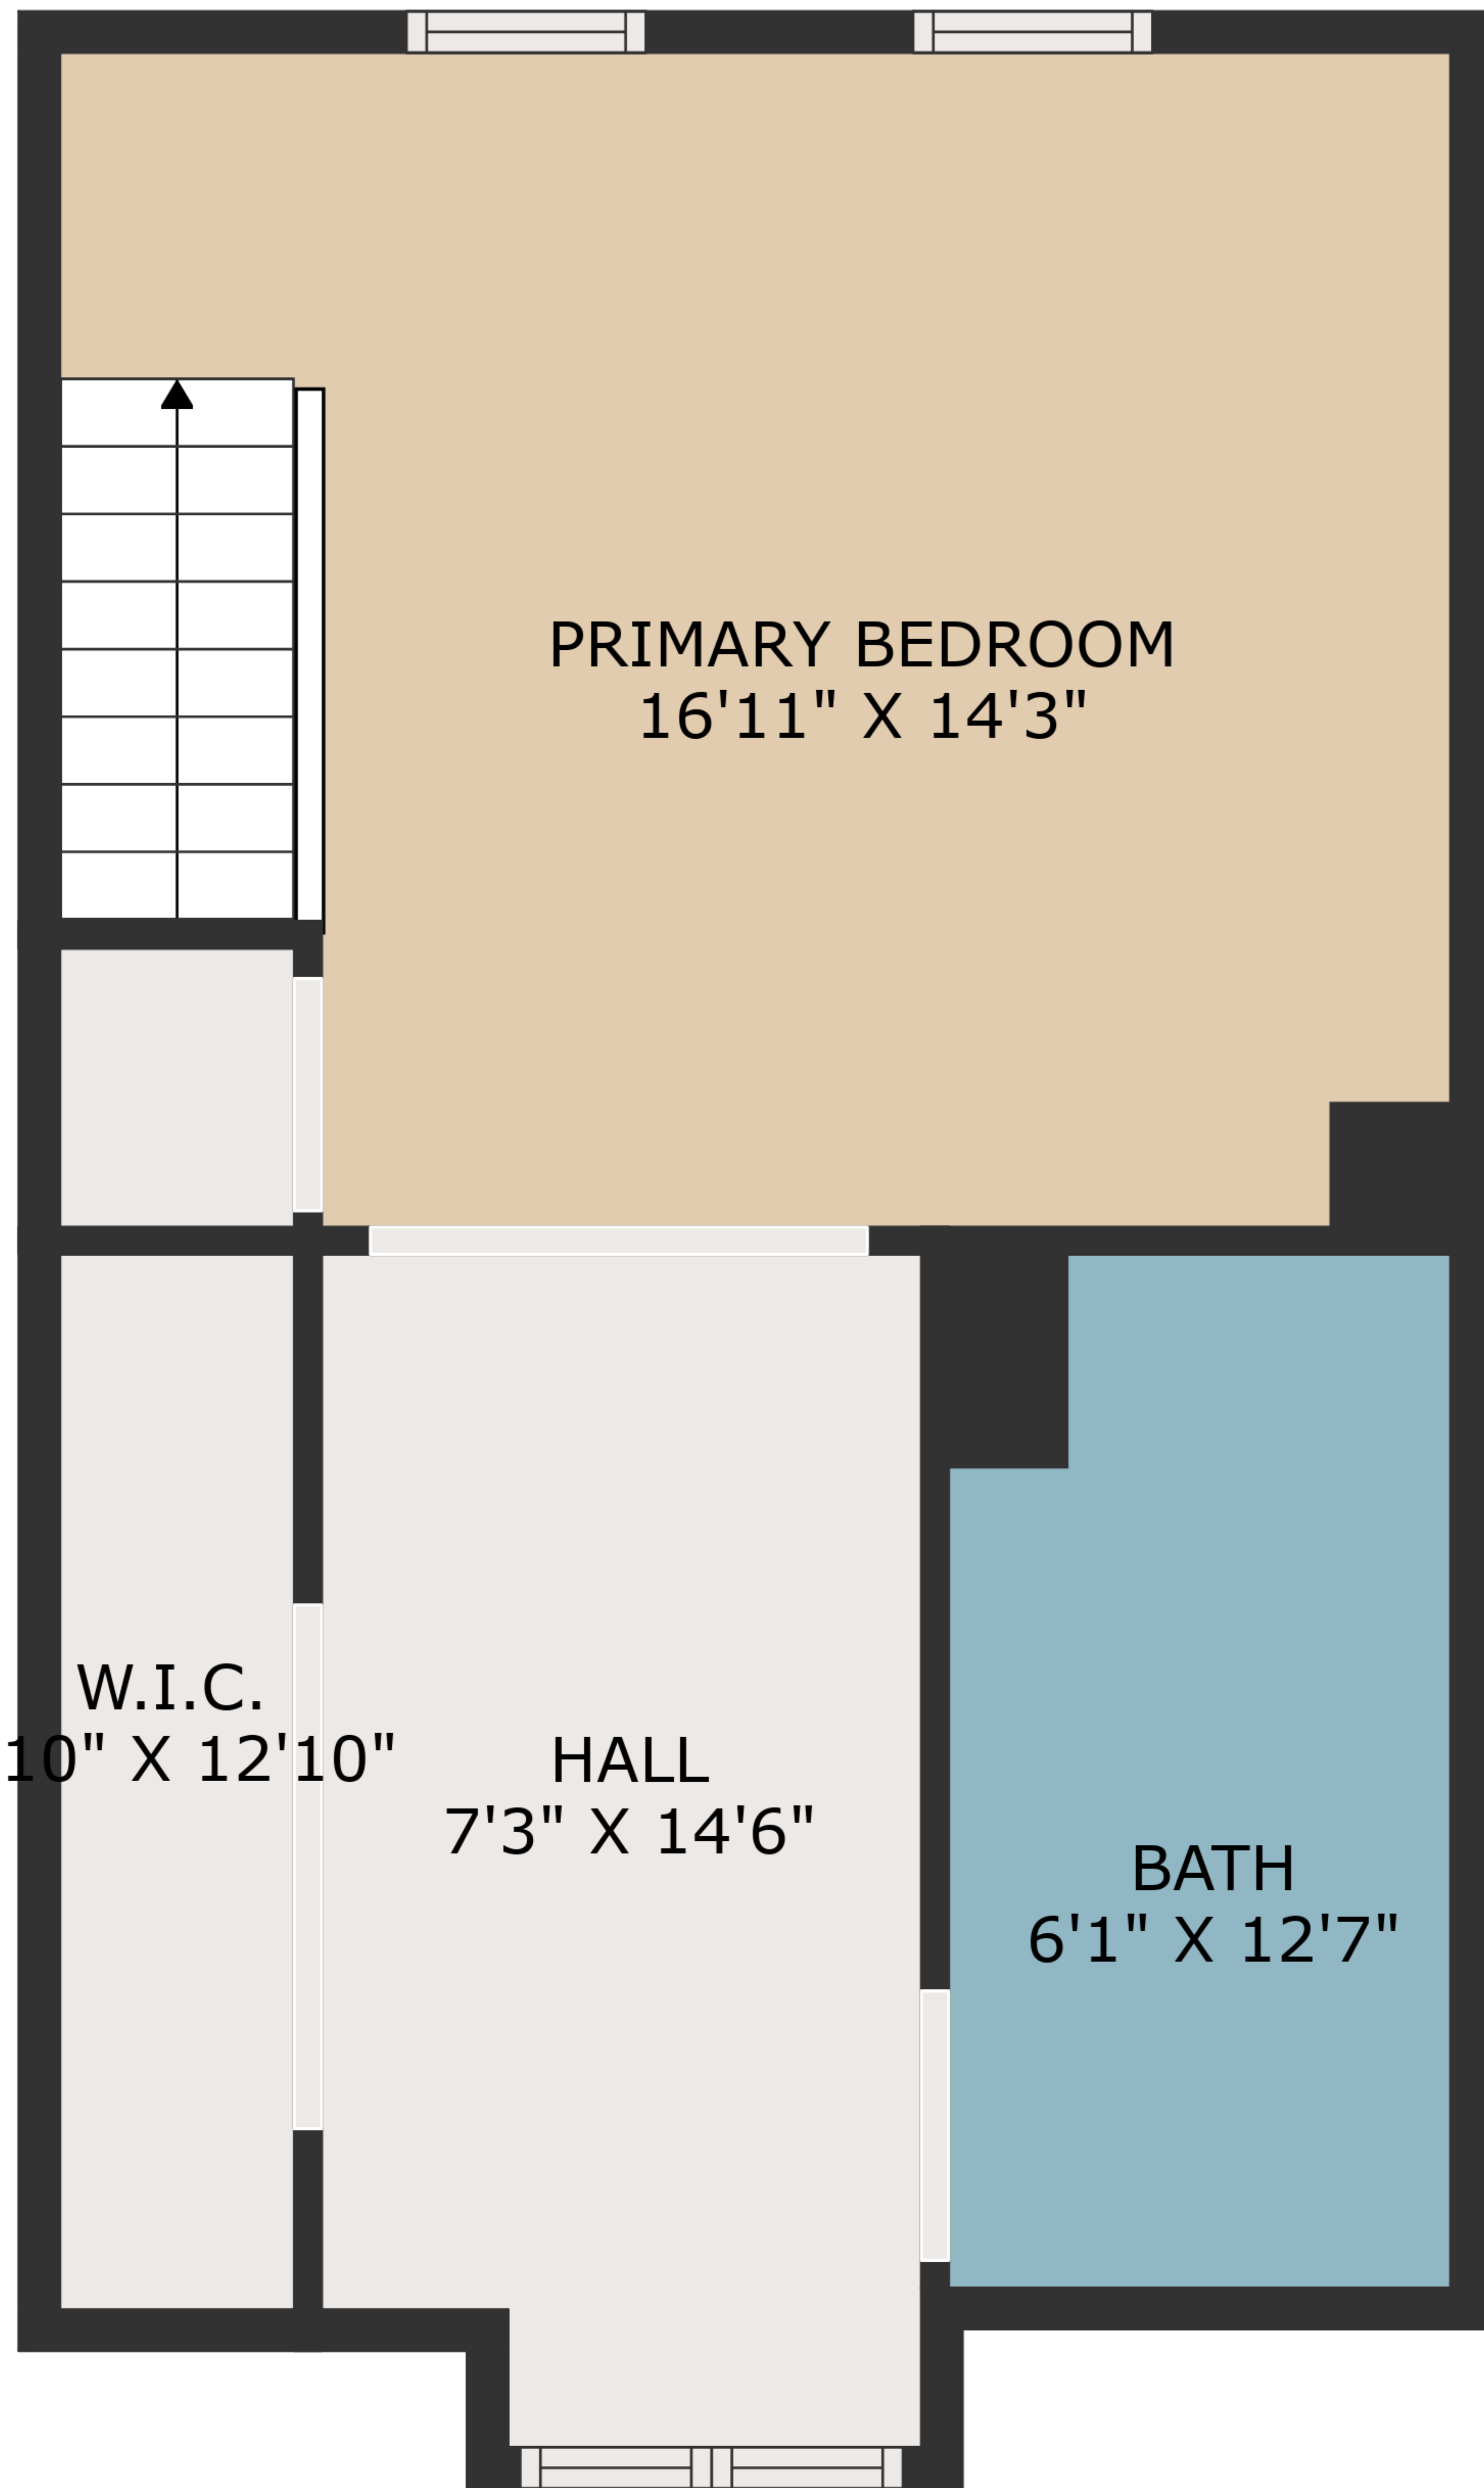 PRIMARY BEDROOM
16'11" X 14'3"
W.I.C.
10" X 12'10"
HALL
7'3" X 14'6"
BATH
6'1" X 12'7"